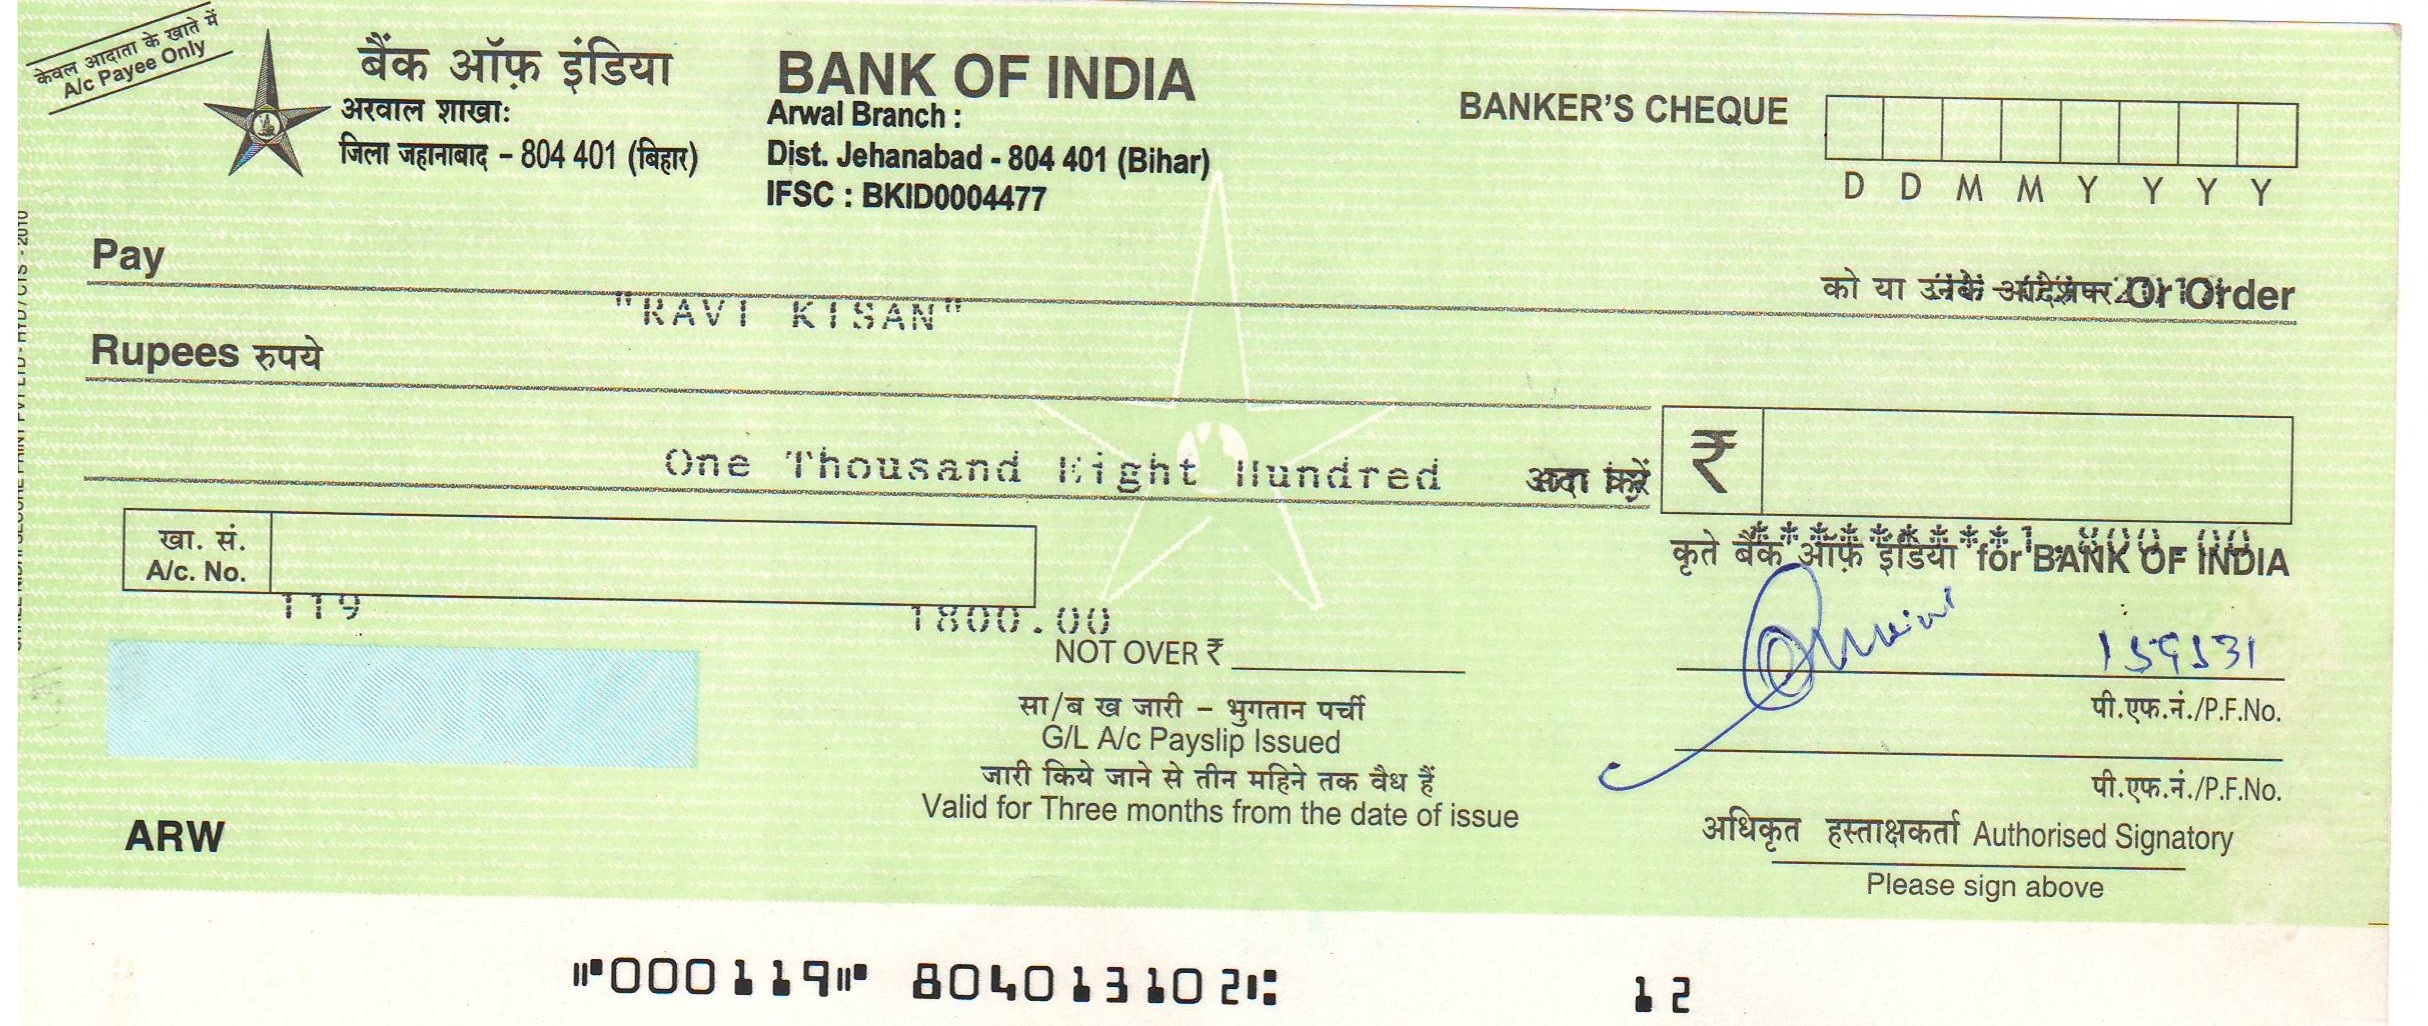 केवल आदाता के खाते में
A/c Payee Only
बैंक ऑफ़ इंडिया
अरवाल शाखाः
जिला जहानाबाद – 804 401 (बिहार)
BANK OF INDIA
Arwal Branch :
Dist. Jehanabad - 804 401 (Bihar)
IFSC : BKID0004477
BANKER'S CHEQUE
D D M M Y Y Y Y
Pay
को या उनके आदेशपर Or Order
"RAVI KISAN"
Rupees रुपये
One Thousand Eight Hundred अदा करें
₹
खा. सं.
A/c. No.
*********1,800.00
कृते बैंक ऑफ़ इंडिया for BANK OF INDIA
119 1800.00
NOT OVER ₹
पी.एफ.नं./P.F.No.
सा/ब ख जारी – भुगतान पर्ची
G/L A/c Payslip Issued
जारी किये जाने से तीन महिने तक वैध हैं
Valid for Three months from the date of issue
पी.एफ.नं./P.F.No.
अधिकृत हस्ताक्षकर्ता Authorised Signatory
Please sign above
ARW
⑈000119⑈ 804013102⑆ 12